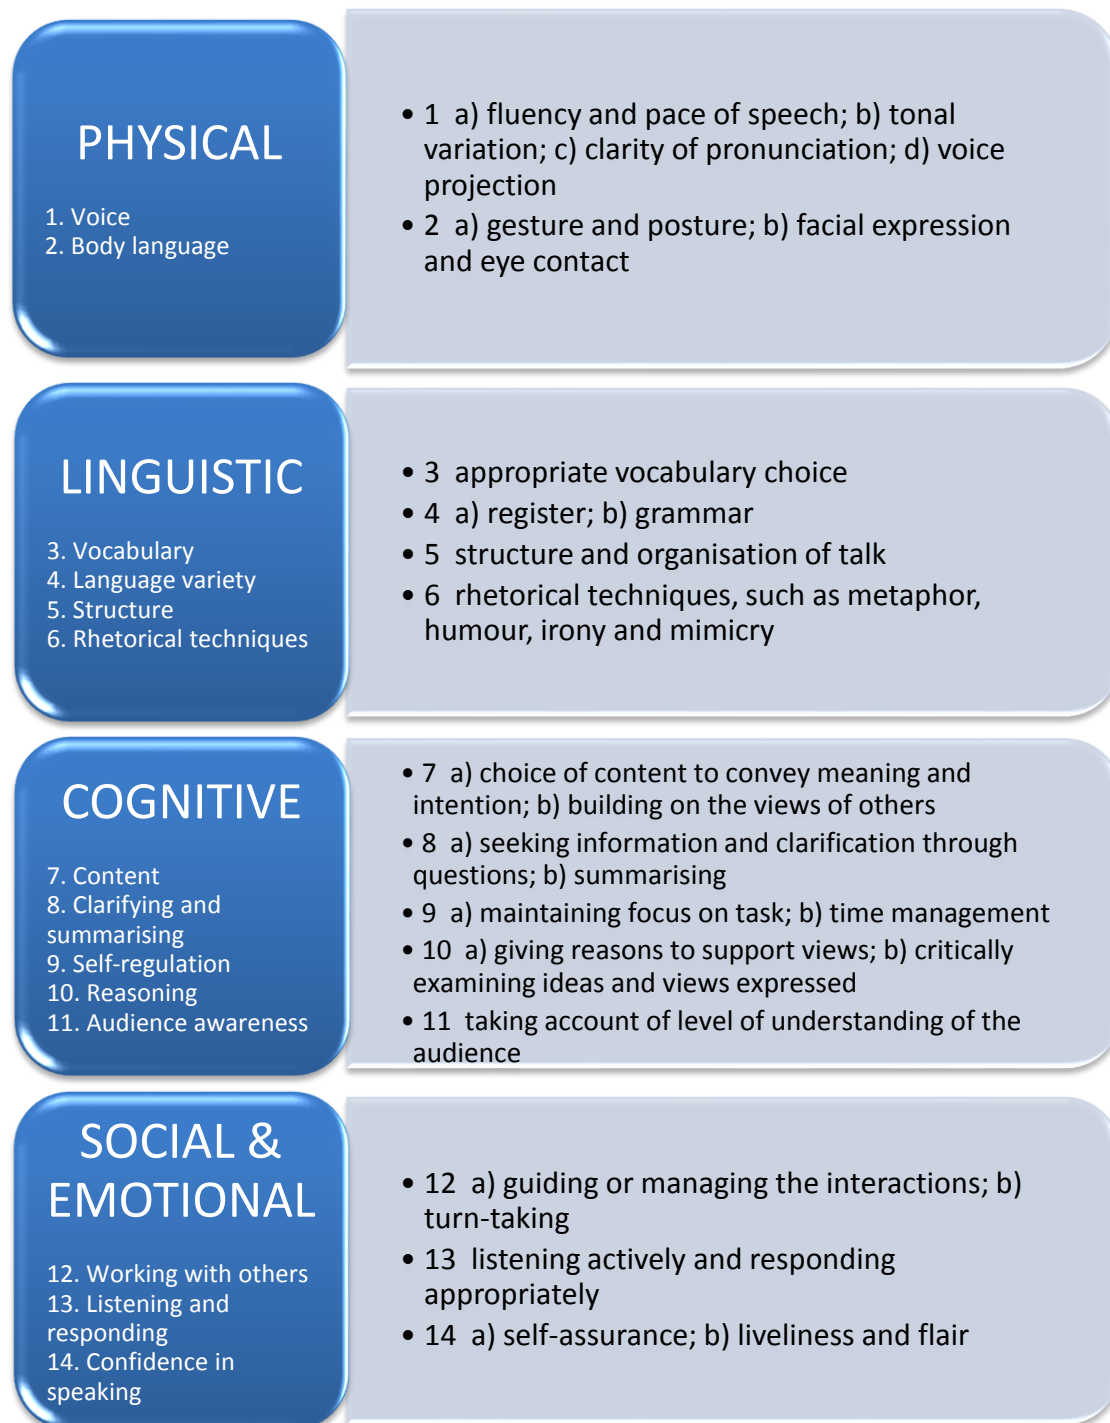 PHYSICAL
1. Voice
2. Body language
• 1 a) fluency and pace of speech; b) tonal
variation; c) clarity of pronunciation; d) voice
projection
• 2 a) gesture and posture; b) facial expression
and eye contact
LINGUISTIC
3. Vocabulary
4. Language variety
5. Structure
6. Rhetorical techniques
• 3 appropriate vocabulary choice
• 4 a) register; b) grammar
• 5 structure and organisation of talk
• 6 rhetorical techniques, such as metaphor,
humour, irony and mimicry
COGNITIVE
7. Content
8. Clarifying and
summarising
9. Self-regulation
10. Reasoning
11. Audience awareness
• 7 a) choice of content to convey meaning and
intention; b) building on the views of others
• 8 a) seeking information and clarification through
questions; b) summarising
• 9 a) maintaining focus on task; b) time management
• 10 a) giving reasons to support views; b) critically
examining ideas and views expressed
• 11 taking account of level of understanding of the
audience
SOCIAL &
EMOTIONAL
12. Working with others
13. Listening and
responding
14. Confidence in
speaking
• 12 a) guiding or managing the interactions; b)
turn-taking
• 13 listening actively and responding
appropriately
• 14 a) self-assurance; b) liveliness and flair